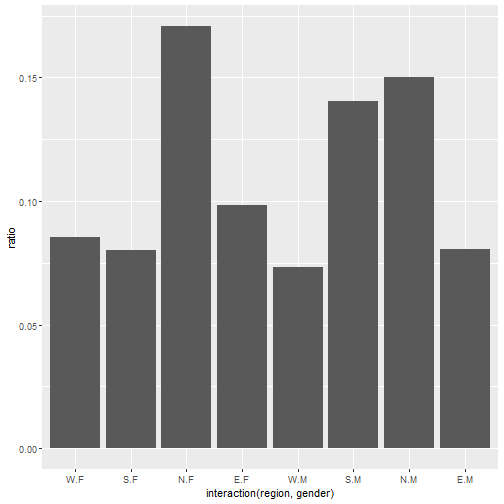 0.15
0.10
0.05
0.00
ratio
W.F S.F N.F E.F W.M S.M N.M E.M
interaction(region, gender)